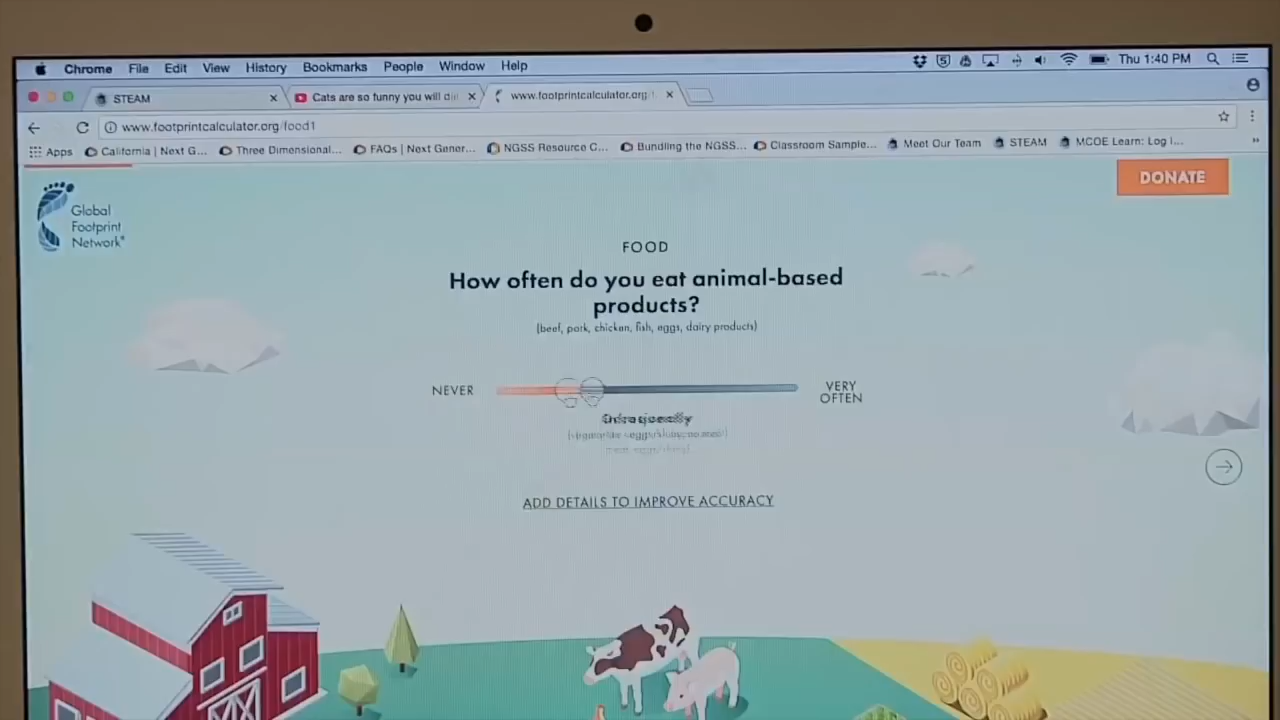 Chrome File Edit View History Bookmarks People Window Help Thu 1:40 PM
STEAM Cats are so funny you will die www.footprintcalculator.org/f
www.footprintcalculator.org/food1
Apps California | Next G... Three Dimensional... FAQs | Next Gener... NGSS Resource C... Bundling the NGSS... Classroom Sample... Meet Our Team STEAM MCOE Learn: Log i... »
DONATE
Global
Footprint
Network
FOOD
How often do you eat animal-based
products?
(beef, pork, chicken, fish, eggs, dairy products)
NEVER
VERY
OFTEN
ADD DETAILS TO IMPROVE ACCURACY